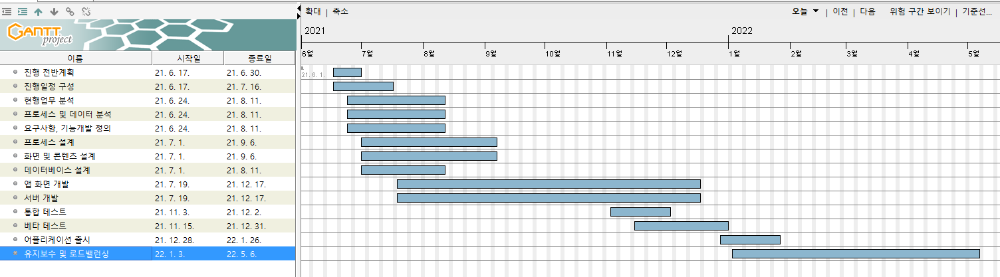 확대 | 축소
오늘 | 이전 | 다음 위험 구간 보이기 | 기준선...
GANTT project
2021 2022
6월 7월 8월 9월 10월 11월 12월 1월 2월 3월 4월 5월
21. 6. 1.
이름 시작일 종료일
진행 전반계획 21. 6. 17. 21. 6. 30.
진행일정 구성 21. 6. 17. 21. 7. 16.
현행업무 분석 21. 6. 24. 21. 8. 11.
프로세스 및 데이터 분석 21. 6. 24. 21. 8. 11.
요구사항, 기능개발 정의 21. 6. 24. 21. 8. 11.
프로세스 설계 21. 7. 1. 21. 9. 6.
화면 및 콘텐츠 설계 21. 7. 1. 21. 9. 6.
데이터베이스 설계 21. 7. 1. 21. 8. 11.
앱 화면 개발 21. 7. 19. 21. 12. 17.
서버 개발 21. 7. 19. 21. 12. 17.
통합 테스트 21. 11. 3. 21. 12. 2.
베타 테스트 21. 11. 15. 21. 12. 31.
어플리케이션 출시 21. 12. 28. 22. 1. 26.
유지보수 및 로드밸런싱 22. 1. 3. 22. 5. 6.